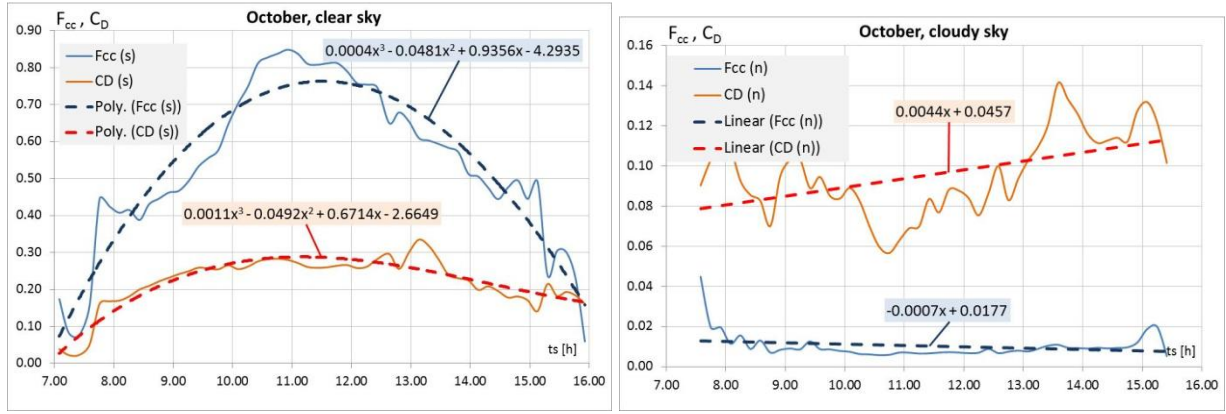 F_cc , C_D
October, clear sky
0.90
0.80
0.70
0.60
0.50
0.40
0.30
0.20
0.10
0.00
Fcc (s)
CD (s)
Poly. (Fcc (s))
Poly. (CD (s))
0.0004x³ - 0.0481x² + 0.9356x - 4.2935
0.0011x³ - 0.0492x² + 0.6714x - 2.6649
ts [h]
7.00 8.00 9.00 10.00 11.00 12.00 13.00 14.00 15.00 16.00
F_cc , C_D
October, cloudy sky
0.16
0.14
0.12
0.10
0.08
0.06
0.04
0.02
0.00
Fcc (n)
CD (n)
Linear (Fcc (n))
Linear (CD (n))
0.0044x + 0.0457
-0.0007x + 0.0177
ts [h]
7.00 8.00 9.00 10.00 11.00 12.00 13.00 14.00 15.00 16.00